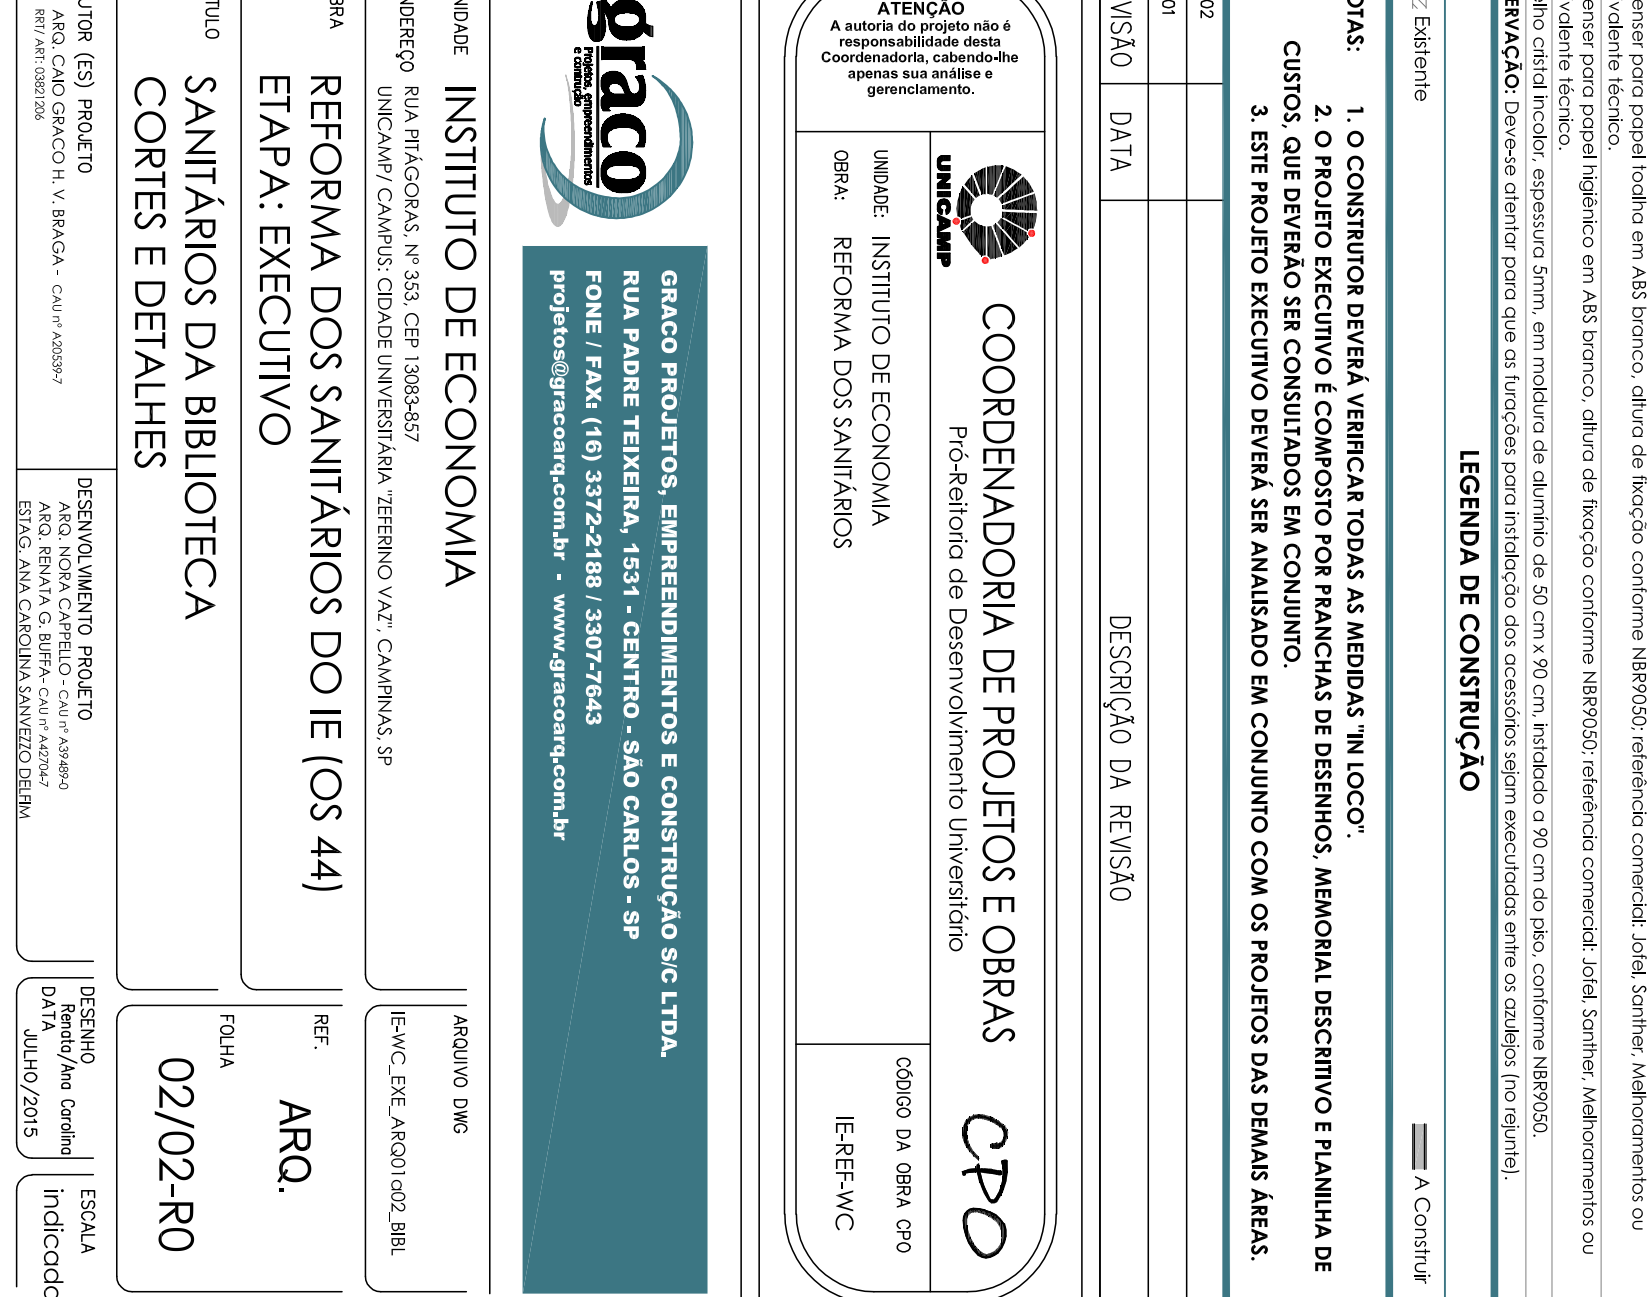 enser para papel toalha em ABS branco, altura de fixação conforme NBR9050; referência comercial: Jofel, Santher, Melhoramentos ou
valente técnico.
enser para papel higiênico em ABS branco, altura de fixação conforme NBR9050; referência comercial: Jofel, Santher, Melhoramentos ou
valente técnico.
elho cristal incolor, espessura 5mm, em moldura de alumínio de 50 cm x 90 cm, instalado a 90 cm do piso, conforme NBR9050.
ERVAÇÃO: Deve-se atentar para que as furações para instalação dos acessórios sejam executadas entre os azulejos (no rejunte).
LEGENDA DE CONSTRUÇÃO
Existente
A Construir
OTAS:
1. O CONSTRUTOR DEVERÁ VERIFICAR TODAS AS MEDIDAS "IN LOCO".
2. O PROJETO EXECUTIVO É COMPOSTO POR PRANCHAS DE DESENHOS, MEMORIAL DESCRITIVO E PLANILHA DE
CUSTOS, QUE DEVERÃO SER CONSULTADOS EM CONJUNTO.
3. ESTE PROJETO EXECUTIVO DEVERÁ SER ANALISADO EM CONJUNTO COM OS PROJETOS DAS DEMAIS ÁREAS.
02
01
VISÃO
DATA
DESCRIÇÃO DA REVISÃO
ATENÇÃO
A autoria do projeto não é
responsabilidade desta
Coordenadoria, cabendo-lhe
apenas sua análise e
gerenclamento.
UNICAMP
COORDENADORIA DE PROJETOS E OBRAS
Pró-Reitoria de Desenvolvimento Universitário
CPO
UNIDADE: INSTITUTO DE ECONOMIA
OBRA: REFORMA DOS SANITÁRIOS
CÓDIGO DA OBRA CPO
IE-REF-WC
graco
Projetos, empreendimentos
e contrução
GRACO PROJETOS, EMPREENDIMENTOS E CONSTRUÇÃO S/C LTDA.
RUA PADRE TEIXEIRA, 1531 - CENTRO - SÃO CARLOS - SP
FONE / FAX: (16) 3372-2188 / 3307-7643
projetos@gracoarq.com.br - www.gracoarq.com.br
NIDADE
INSTITUTO DE ECONOMIA
NDEREÇO
RUA PITÁGORAS, Nº 353, CEP 13083-857
UNICAMP/ CAMPUS: CIDADE UNIVERSITÁRIA "ZEFERINO VAZ", CAMPINAS, SP
ARQUIVO DWG
IE-WC_EXE_ARQ01a02_BIBL
BRA
REFORMA DOS SANITÁRIOS DO IE (OS 44)
ETAPA: EXECUTIVO
REF.
ARQ.
TULO
SANITÁRIOS DA BIBLIOTECA
CORTES E DETALHES
FOLHA
02/02-R0
UTOR (ES) PROJETO
ARQ. CAIO GRACO H. V. BRAGA - CAU nº A20539-7
RRT/ ART: 03821206
DESENVOLVIMENTO PROJETO
ARQ. NORA CAPPELLO - CAU nº A39489-0
ARQ. RENATA G. BUFFA- CAU nº A42704-7
ESTAG. ANA CAROLINA SANVEZZO DELFIM
DESENHO
Renata/Ana Carolina
DATA
JULHO/2015
ESCALA
indicada